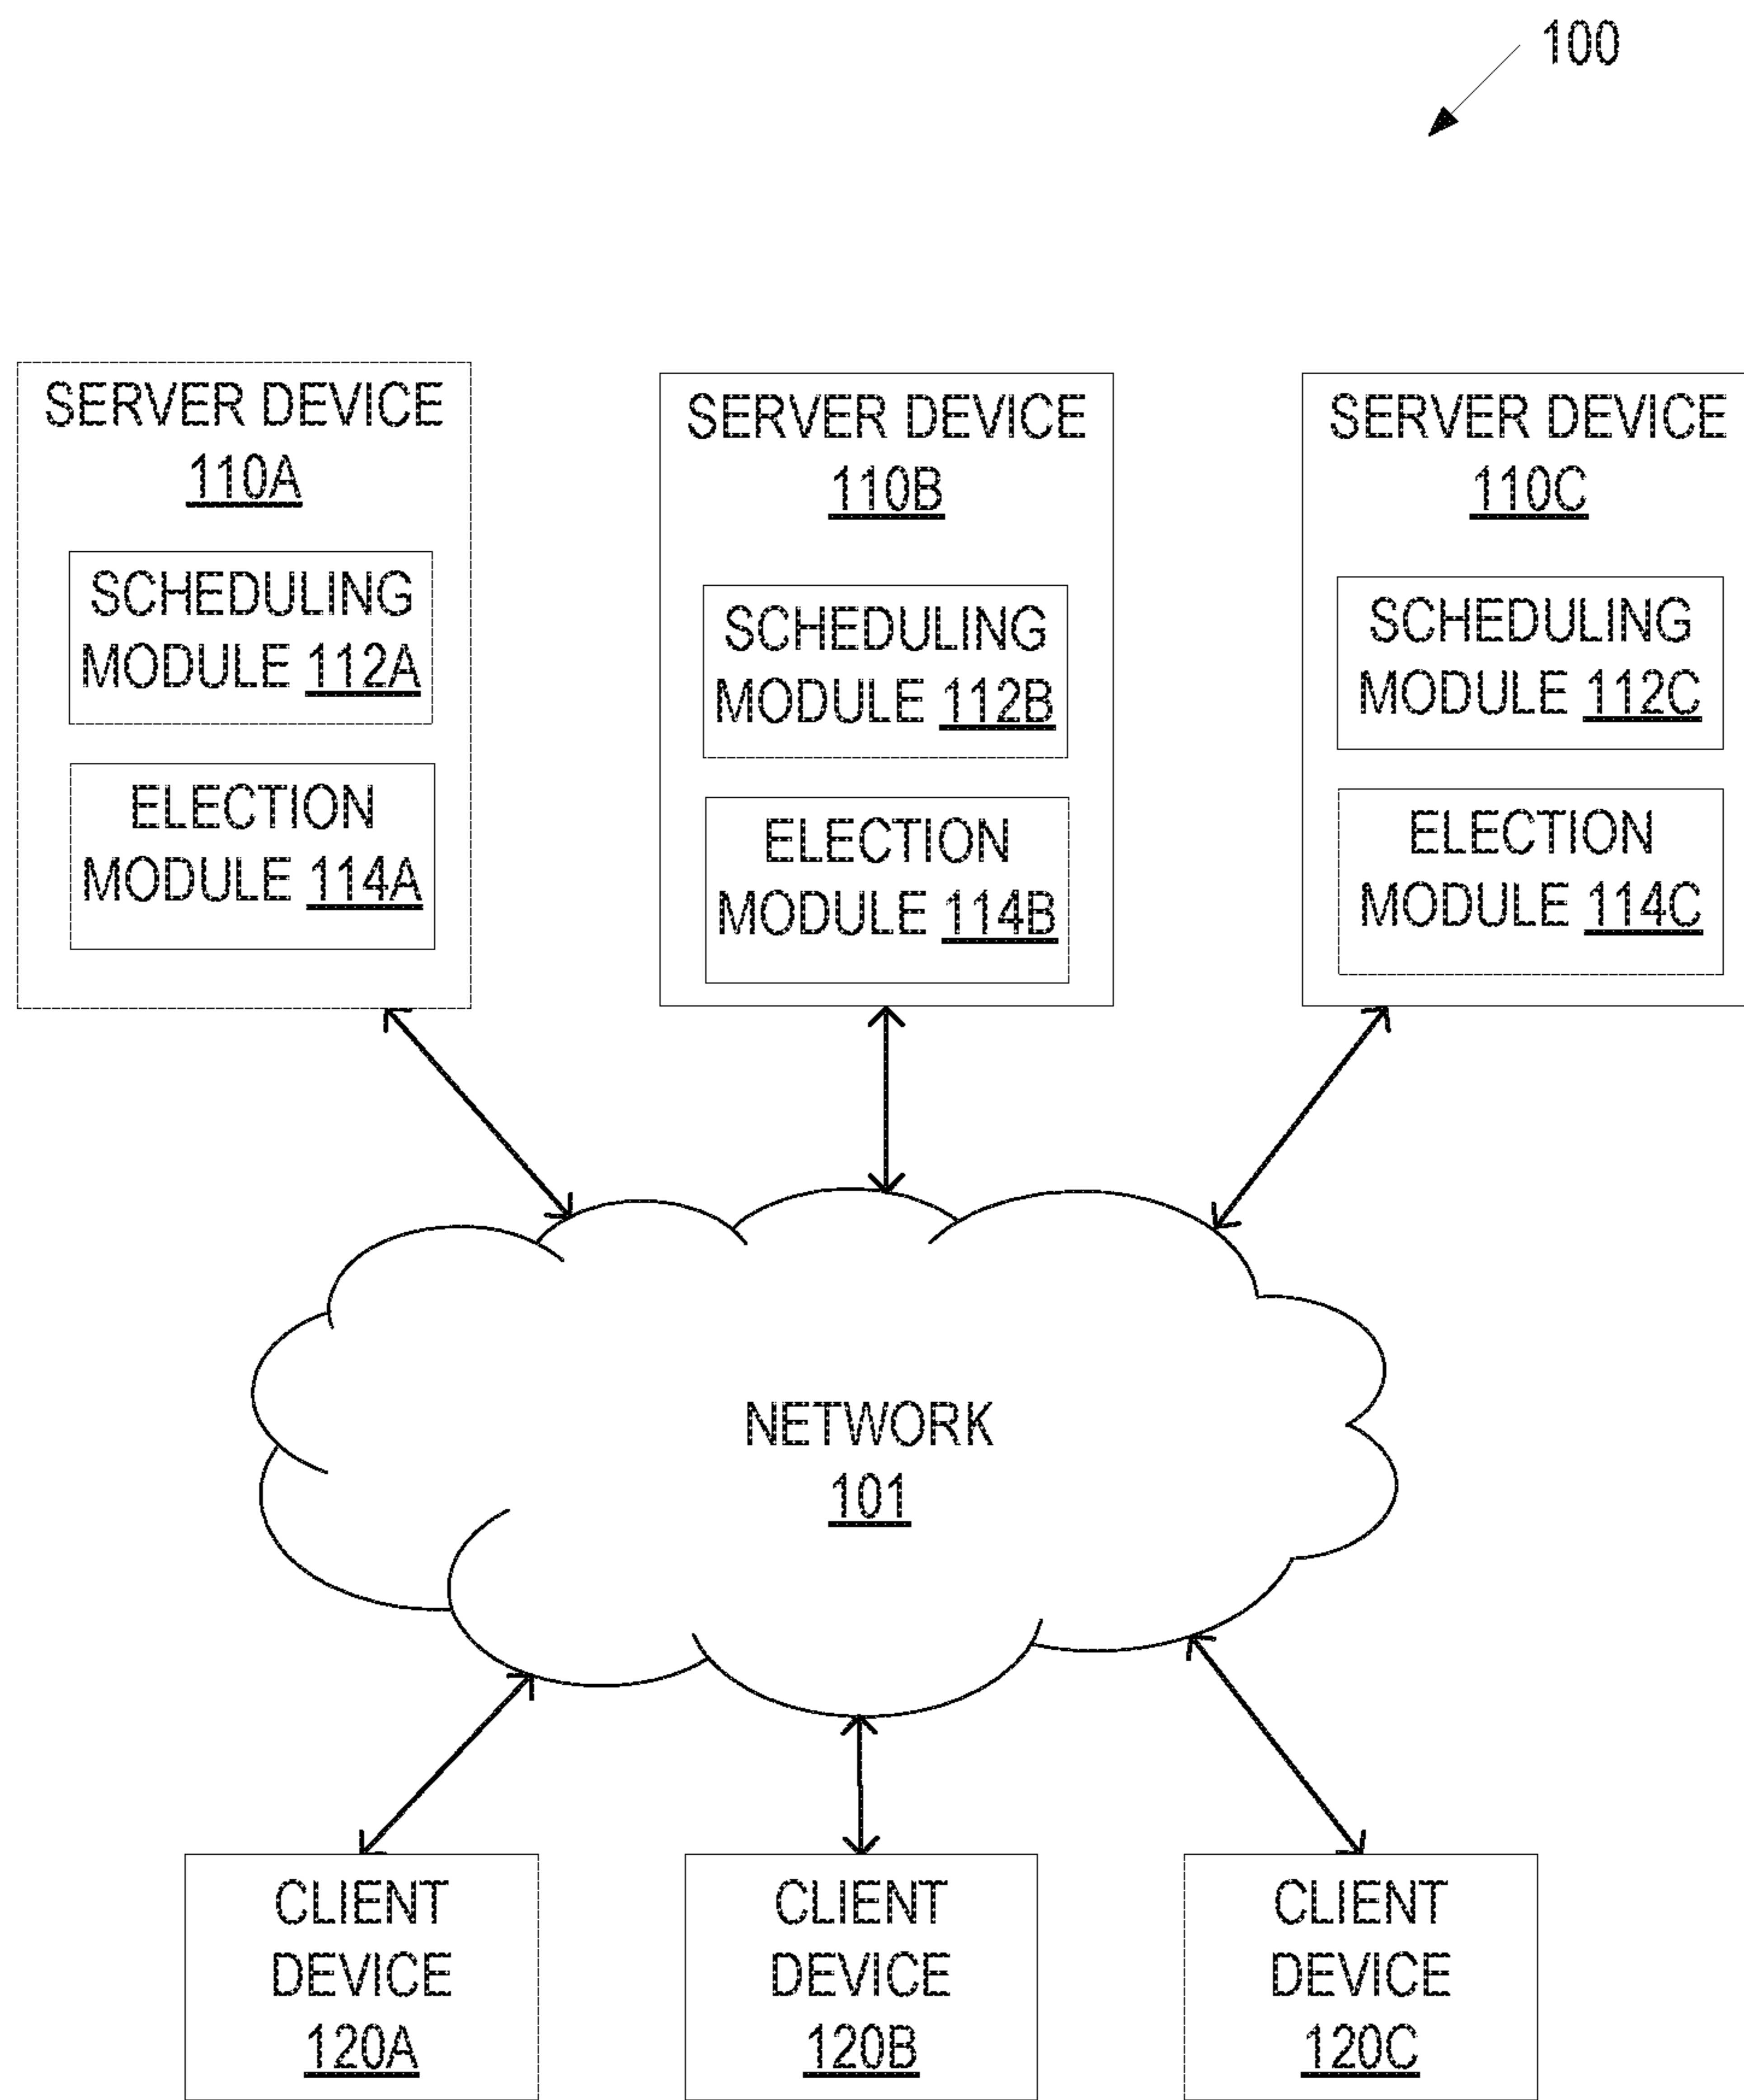 100
SERVER DEVICE
110A
SCHEDULING
MODULE 112A
ELECTION
MODULE 114A
SERVER DEVICE
110B
SCHEDULING
MODULE 112B
ELECTION
MODULE 114B
SERVER DEVICE
110C
SCHEDULING
MODULE 112C
ELECTION
MODULE 114C
NETWORK
101
CLIENT
DEVICE
120A
CLIENT
DEVICE
120B
CLIENT
DEVICE
120C